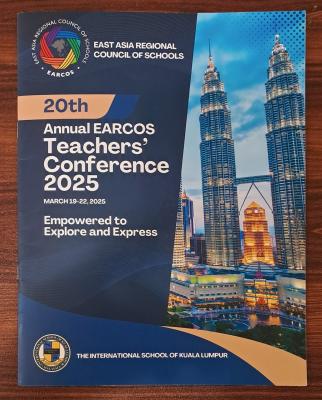 EAST ASIA REGIONAL COUNCIL OF SCHOOLS
EARCOS
EAST ASIA REGIONAL
COUNCIL OF SCHOOLS
20th
Annual EARCOS
Teachers'
Conference
2025
MARCH 19-22, 2025
Empowered to
Explore and Express
THE INTERNATIONAL SCHOOL OF KUALA LUMPUR